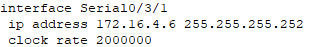 interface Serial0/3/1
 ip address 172.16.4.6 255.255.255.252
 clock rate 2000000